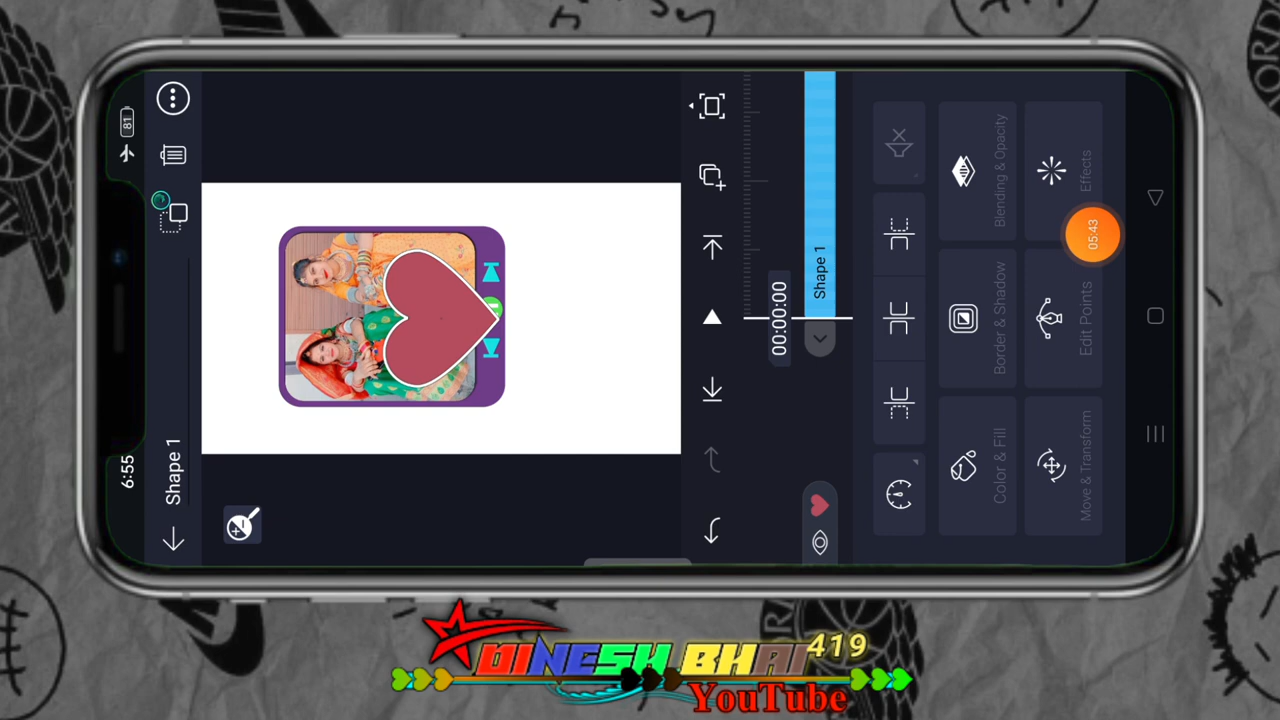 6:55
81
Shape 1
00:00:00
Shape 1
Color & Fill
Border & Shadow
Blending & Opacity
Move & Transform
Edit Points
Effects
05:43
DINESH BHAI 419
YouTube